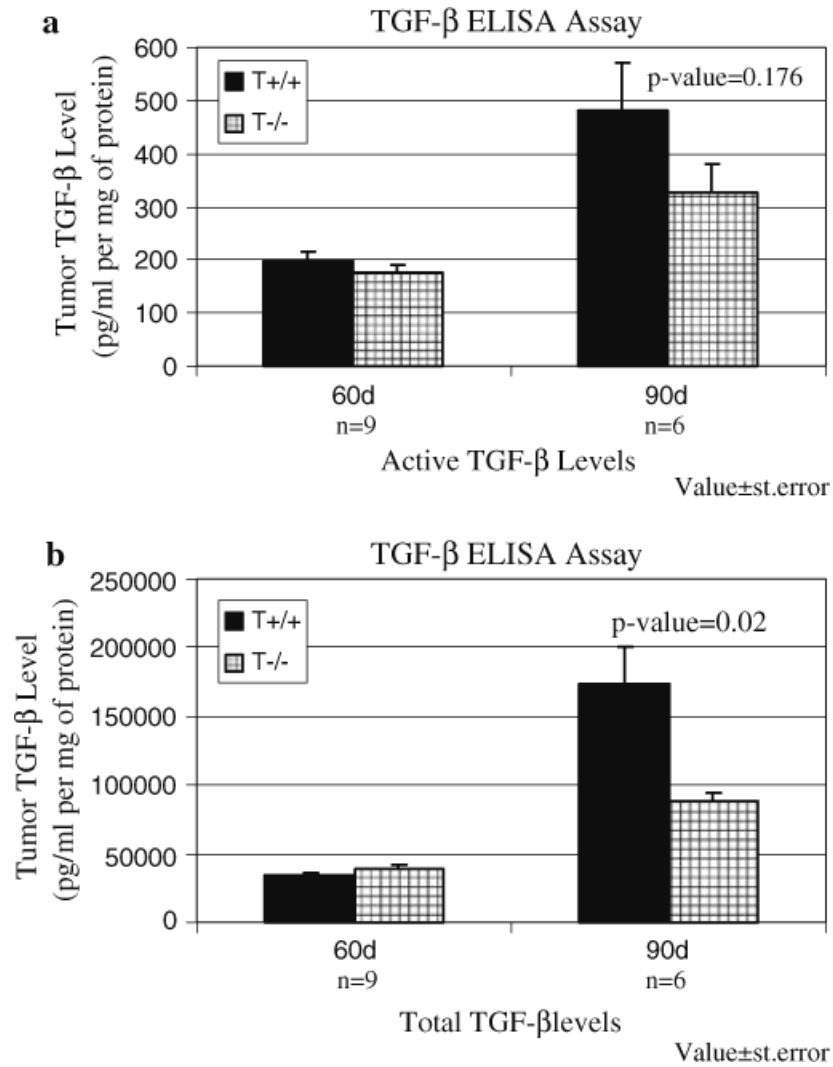 a
TGF-β ELISA Assay
Tumor TGF-β Level
(pg/ml per mg of protein)
600
500
400
300
200
100
0
T+/+
T-/-
p-value=0.176
60d
90d
n=9
n=6
Active TGF-β Levels
Value±st.error
b
TGF-β ELISA Assay
Tumor TGF-β Level
(pg/ml per mg of protein)
250000
200000
150000
100000
50000
0
T+/+
T-/-
p-value=0.02
60d
90d
n=9
n=6
Total TGF-βlevels
Value±st.error